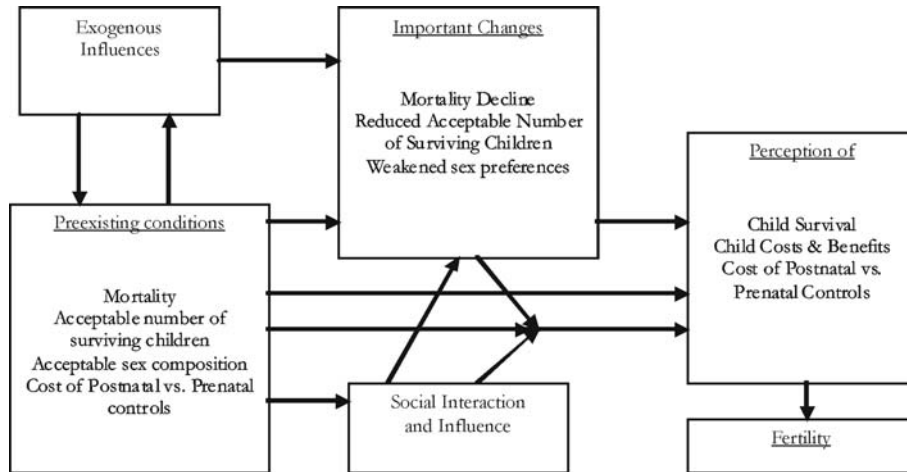 Exogenous
Influences
Important Changes
Mortality Decline
Reduced Acceptable Number
of Surviving Children
Weakened sex preferences
Perception of
Child Survival
Child Costs & Benefits
Cost of Postnatal vs.
Prenatal Controls
Preexisting conditions
Mortality
Acceptable number of
surviving children
Acceptable sex composition
Cost of Postnatal vs. Prenatal
controls
Social Interaction
and Influence
Fertility